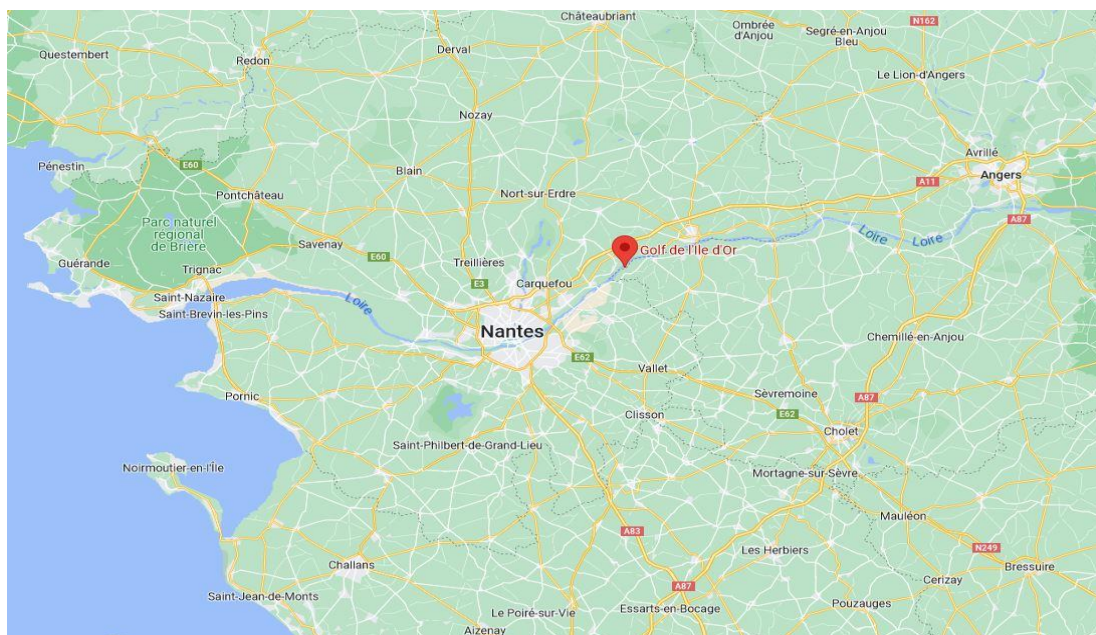 Châteaubriant
N162
Ombrée
d'Anjou
Segré-en-Anjou
Bleu
Questembert
Redon
Derval
Le Lion-d'Angers
Nozay
Avrillé
Pénestin
E60
Blain
Angers
A11
Pontchâteau
Nort-sur-Erdre
A87
Parc naturel
régional
de Brière
Loire
Loire
Savenay
Golf de l'Ile d'Or
Guérande
E60
Treillières
Trignac
E3
Carquefou
Saint-Nazaire
Loire
Saint-Brevin-les-Pins
Nantes
Chemillé-en-Anjou
E62
Vallet
Pornic
Sèvremoine
A87
E62
Clisson
Cholet
Saint-Philbert-de-Grand-Lieu
Noirmoutier-en-l'Île
Mortagne-sur-Sèvre
Mauléon
A83
N249
Les Herbiers
Challans
Bressuire
A87
Cerizay
Saint-Jean-de-Monts
Pouzauges
Le Poiré-sur-Vie
Essarts-en-Bocage
Aizenay